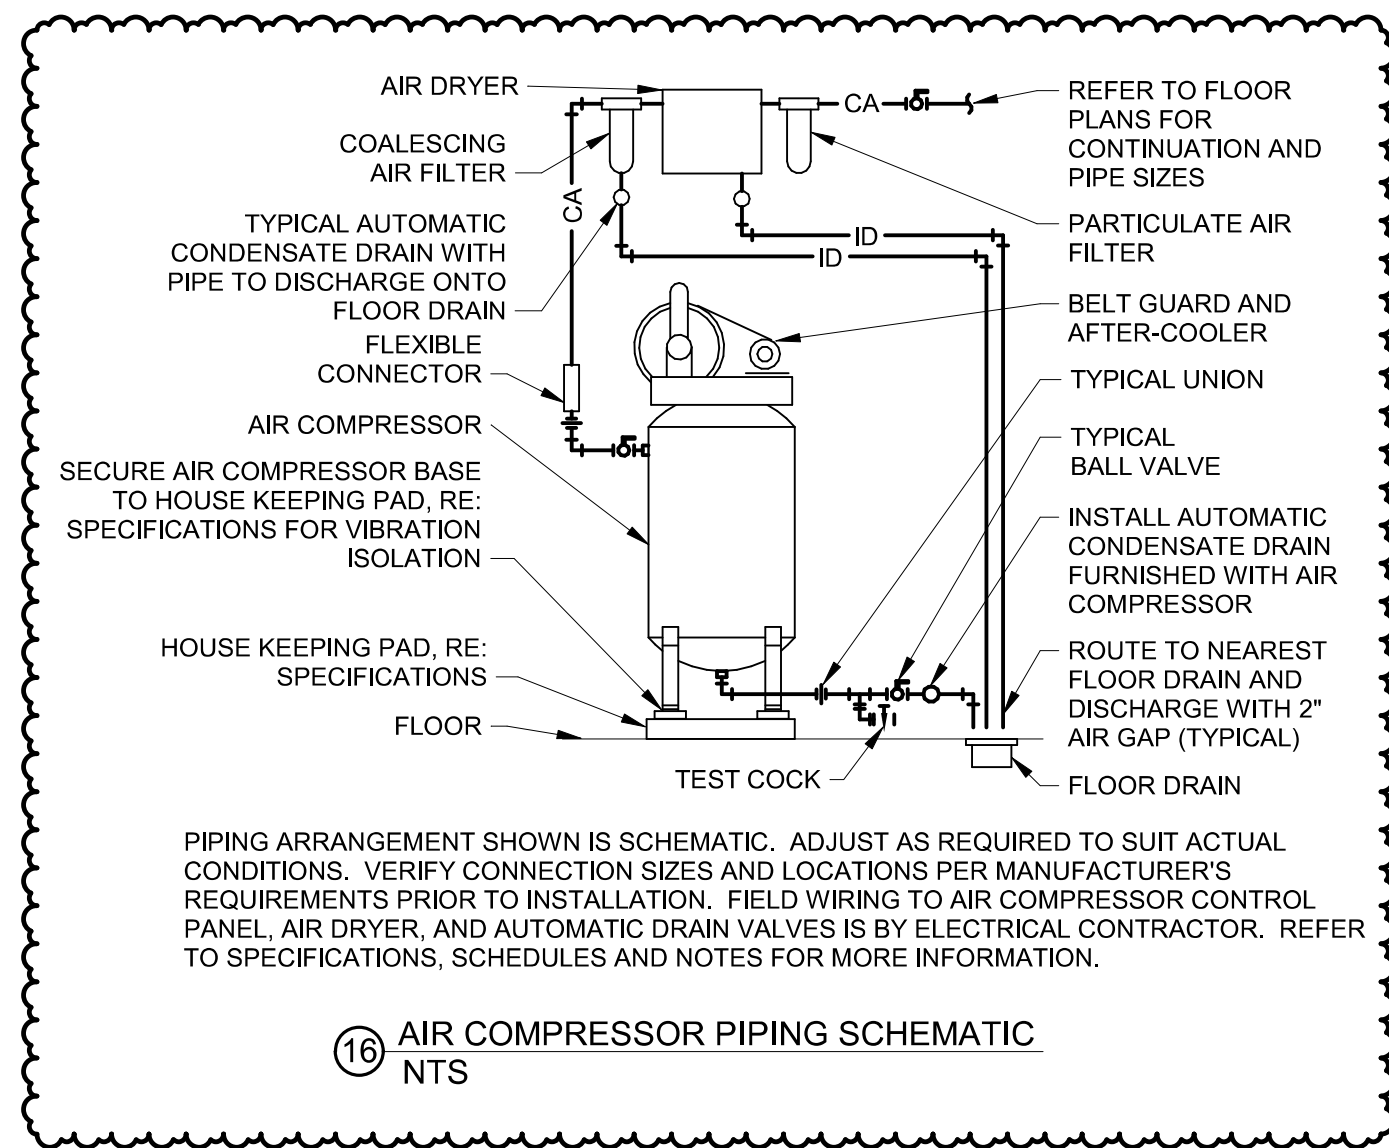 AIR DRYER
COALESCING
AIR FILTER
TYPICAL AUTOMATIC
CONDENSATE DRAIN WITH
PIPE TO DISCHARGE ONTO
FLOOR DRAIN
FLEXIBLE
CONNECTOR
AIR COMPRESSOR
SECURE AIR COMPRESSOR BASE
TO HOUSE KEEPING PAD, RE:
SPECIFICATIONS FOR VIBRATION
ISOLATION
HOUSE KEEPING PAD, RE:
SPECIFICATIONS
FLOOR
CA
CA
ID
ID
TEST COCK
REFER TO FLOOR
PLANS FOR
CONTINUATION AND
PIPE SIZES
PARTICULATE AIR
FILTER
BELT GUARD AND
AFTER-COOLER
TYPICAL UNION
TYPICAL
BALL VALVE
INSTALL AUTOMATIC
CONDENSATE DRAIN
FURNISHED WITH AIR
COMPRESSOR
ROUTE TO NEAREST
FLOOR DRAIN AND
DISCHARGE WITH 2"
AIR GAP (TYPICAL)
FLOOR DRAIN
PIPING ARRANGEMENT SHOWN IS SCHEMATIC.  ADJUST AS REQUIRED TO SUIT ACTUAL
CONDITIONS.  VERIFY CONNECTION SIZES AND LOCATIONS PER MANUFACTURER'S
REQUIREMENTS PRIOR TO INSTALLATION.  FIELD WIRING TO AIR COMPRESSOR CONTROL
PANEL, AIR DRYER, AND AUTOMATIC DRAIN VALVES IS BY ELECTRICAL CONTRACTOR.  REFER
TO SPECIFICATIONS, SCHEDULES AND NOTES FOR MORE INFORMATION.
16 AIR COMPRESSOR PIPING SCHEMATIC
NTS